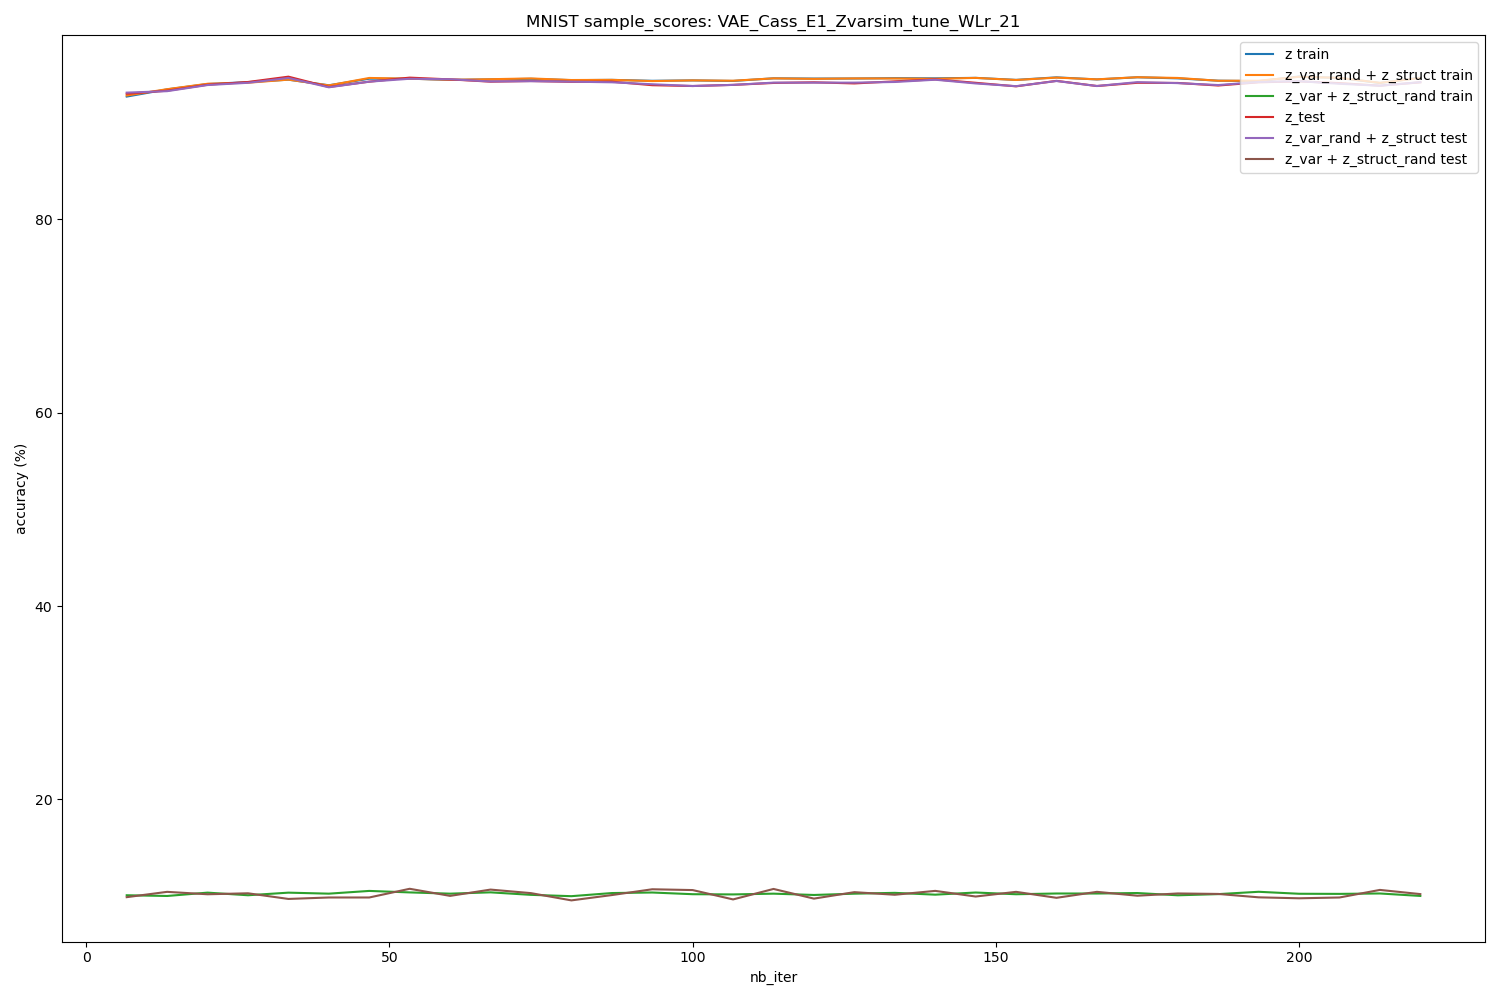 MNIST sample_scores: VAE_Cass_E1_Zvarsim_tune_WLr_21
z train
z_var_rand + z_struct train
z_var + z_struct_rand train
z_test
z_var_rand + z_struct test
z_var + z_struct_rand test
accuracy (%)
80
60
40
20
0
50
100
150
200
nb_iter